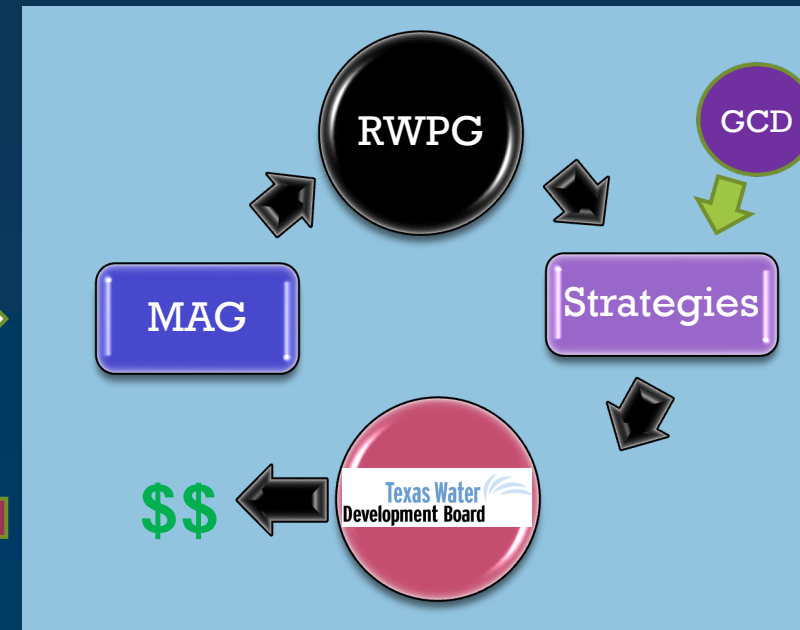 RWPG
GCD
MAG
Strategies
Texas Water
Development Board
$$